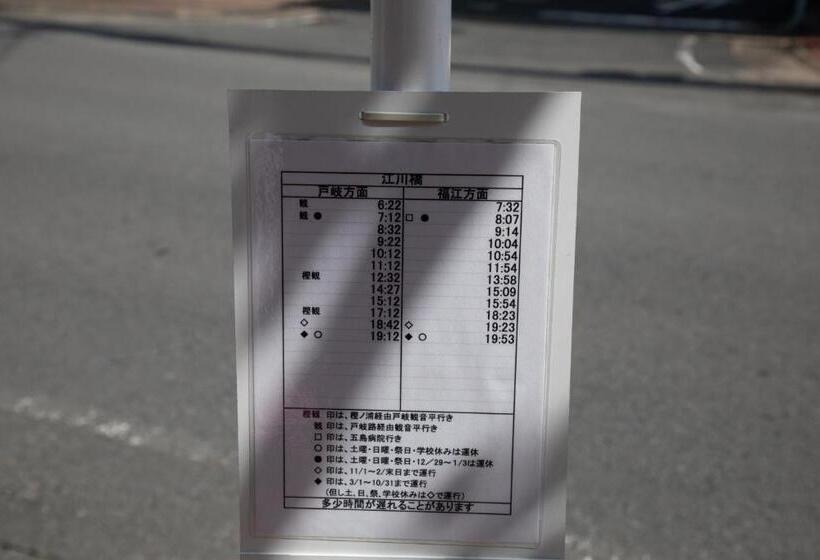 江川橋
戸岐方面 福江方面
観 6:22 7:32
観 ● 7:12 □ ● 8:07
8:32 9:14
9:22 10:04
10:12 10:54
11:12 11:54
樫観 12:32 13:58
14:27 15:09
15:12 15:54
樫観 17:12 18:23
◇ 18:42 ◇ 19:23
◆ ○ 19:12 ◆ ○ 19:53
樫観 印は、樫ノ浦経由戸岐観音平行き
観 印は、戸岐路経由観音平行き
□ 印は、五島病院行き
○ 印は、土曜・日曜・祭日・学校休みは運休
● 印は、土曜・日曜・祭日・12/29~1/3は運休
◇ 印は、11/1~2/末日まで運行
◆ 印は、3/1~10/31まで運行
(但し土、日、祭、学校休みは◇で運行)
多少時間が遅れることがあります